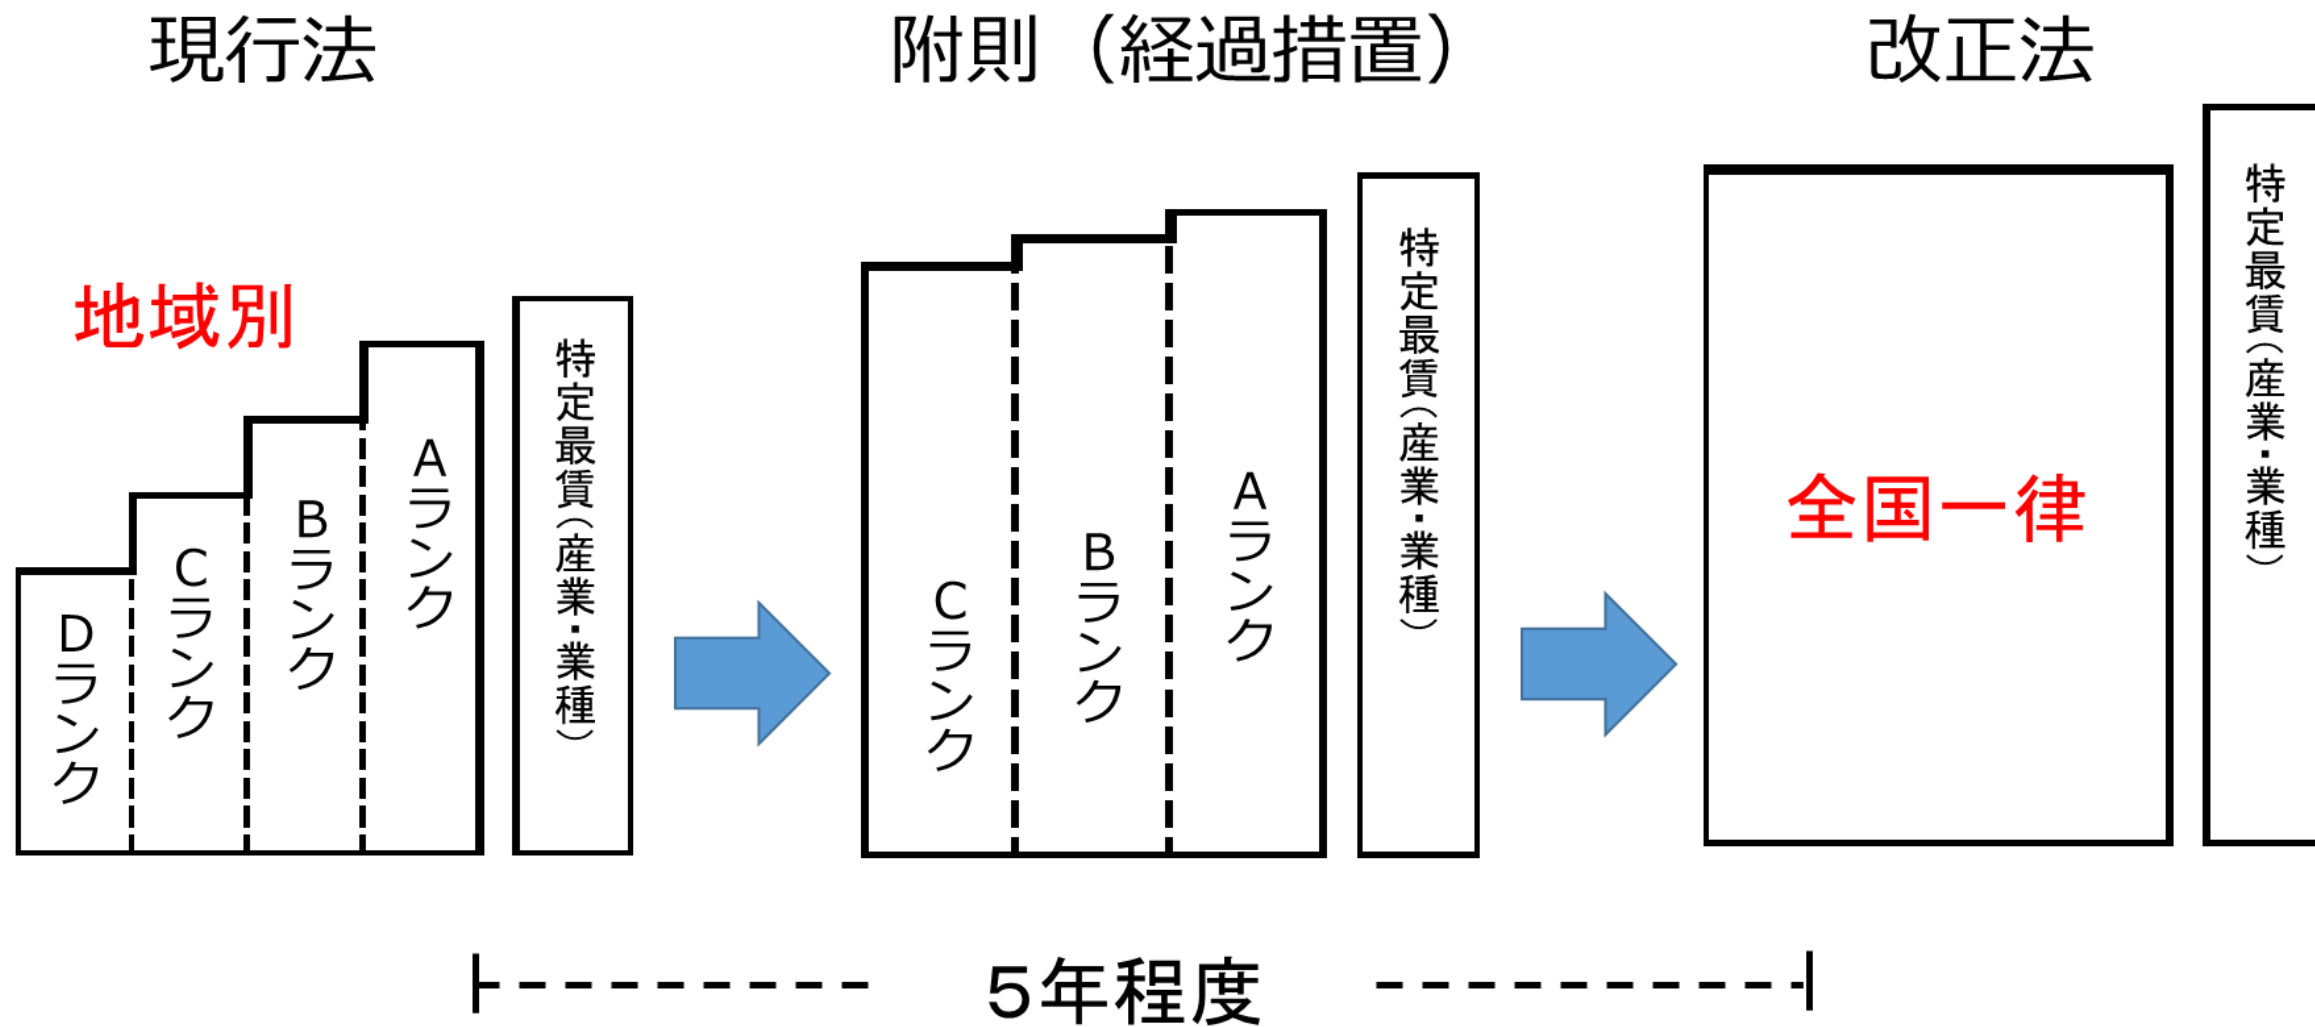 現行法
附則（経過措置）
改正法
地域別
Dランク
Cランク
Bランク
Aランク
特定最賃（産業・業種）
Cランク
Bランク
Aランク
特定最賃（産業・業種）
全国一律
特定最賃（産業・業種）
5年程度